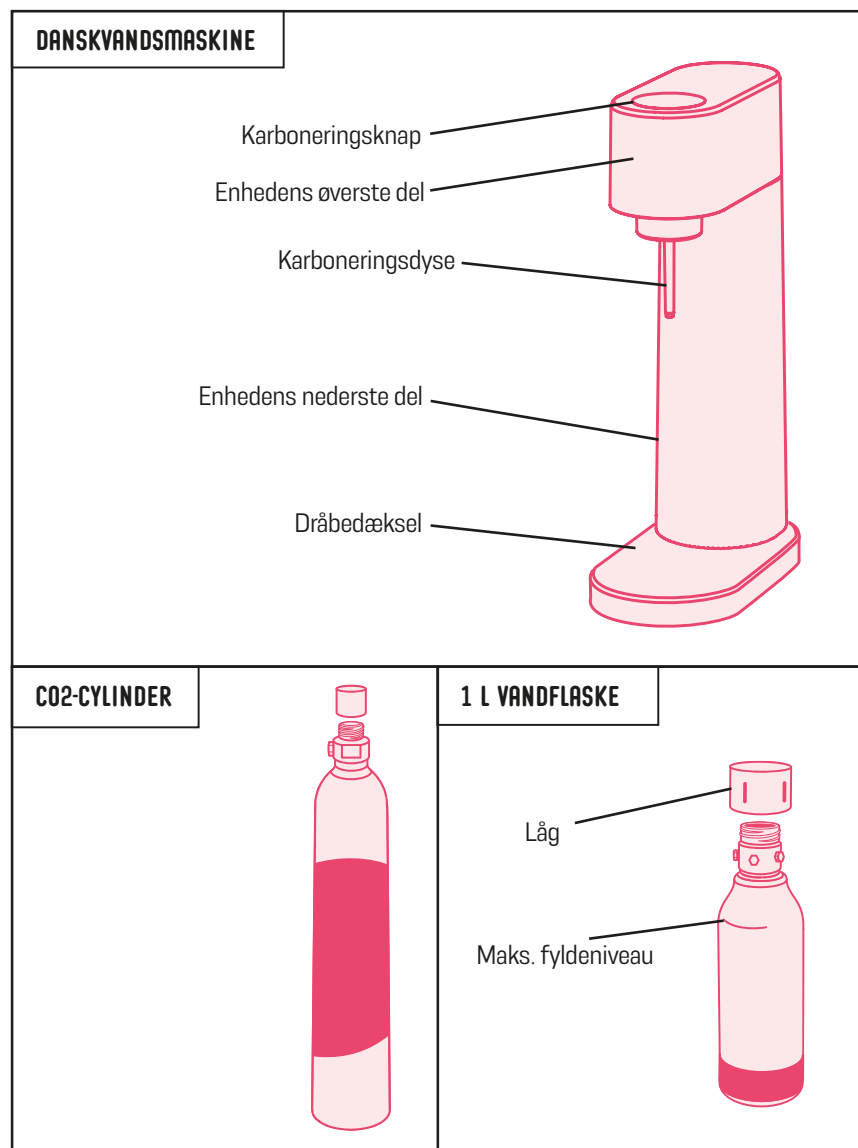 DANSKVANDSMASKINE
Karboneringsknap
Enhedens øverste del
Karboneringsdyse
Enhedens nederste del
Dråbedæksel
CO2-CYLINDER
1 L VANDFLASKE
Låg
Maks. fyldeniveau